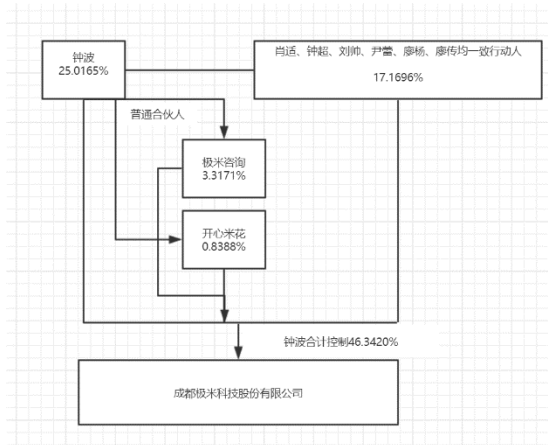 钟波
25.0165%
肖适、钟超、刘帅、尹蕾、廖杨、廖传均一致行动人
17.1696%
普通合伙人
极米咨询
3.3171%
开心米花
0.8388%
钟波合计控制46.3420%
成都极米科技股份有限公司